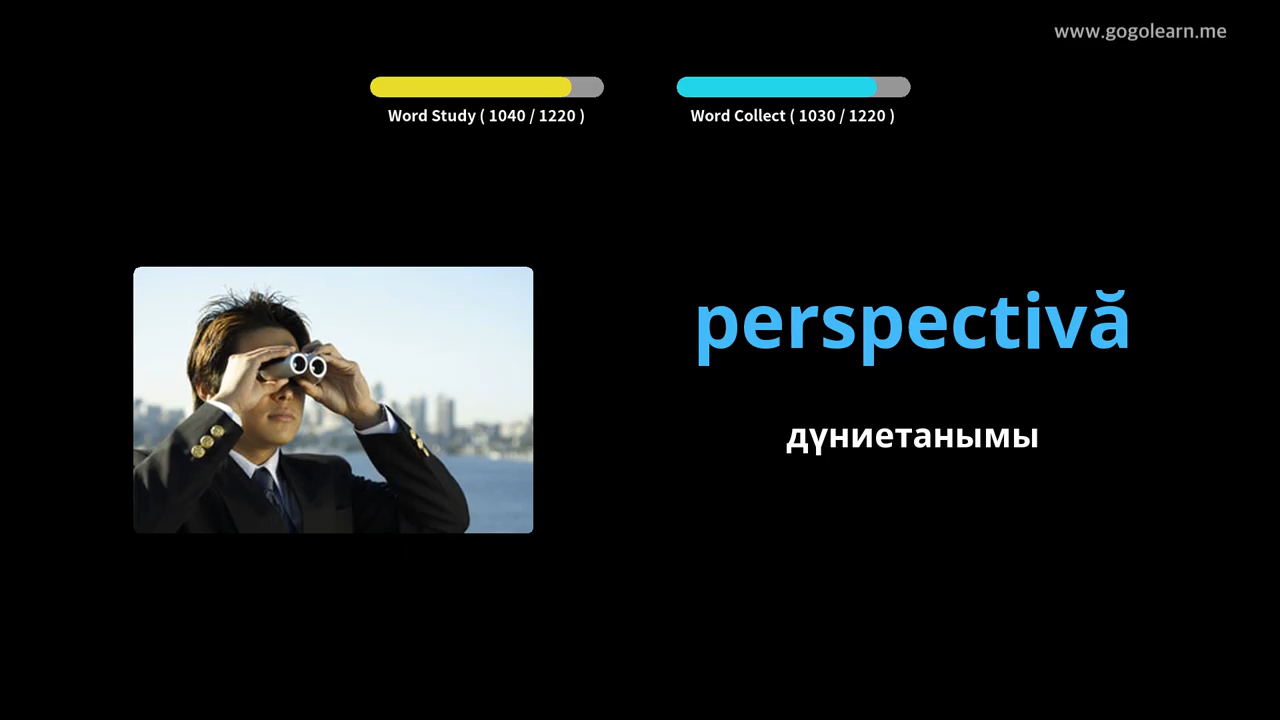 www.gogolearn.me
Word Study ( 1040 / 1220 )
Word Collect ( 1030 / 1220 )
perspectivă
дүниетанымы